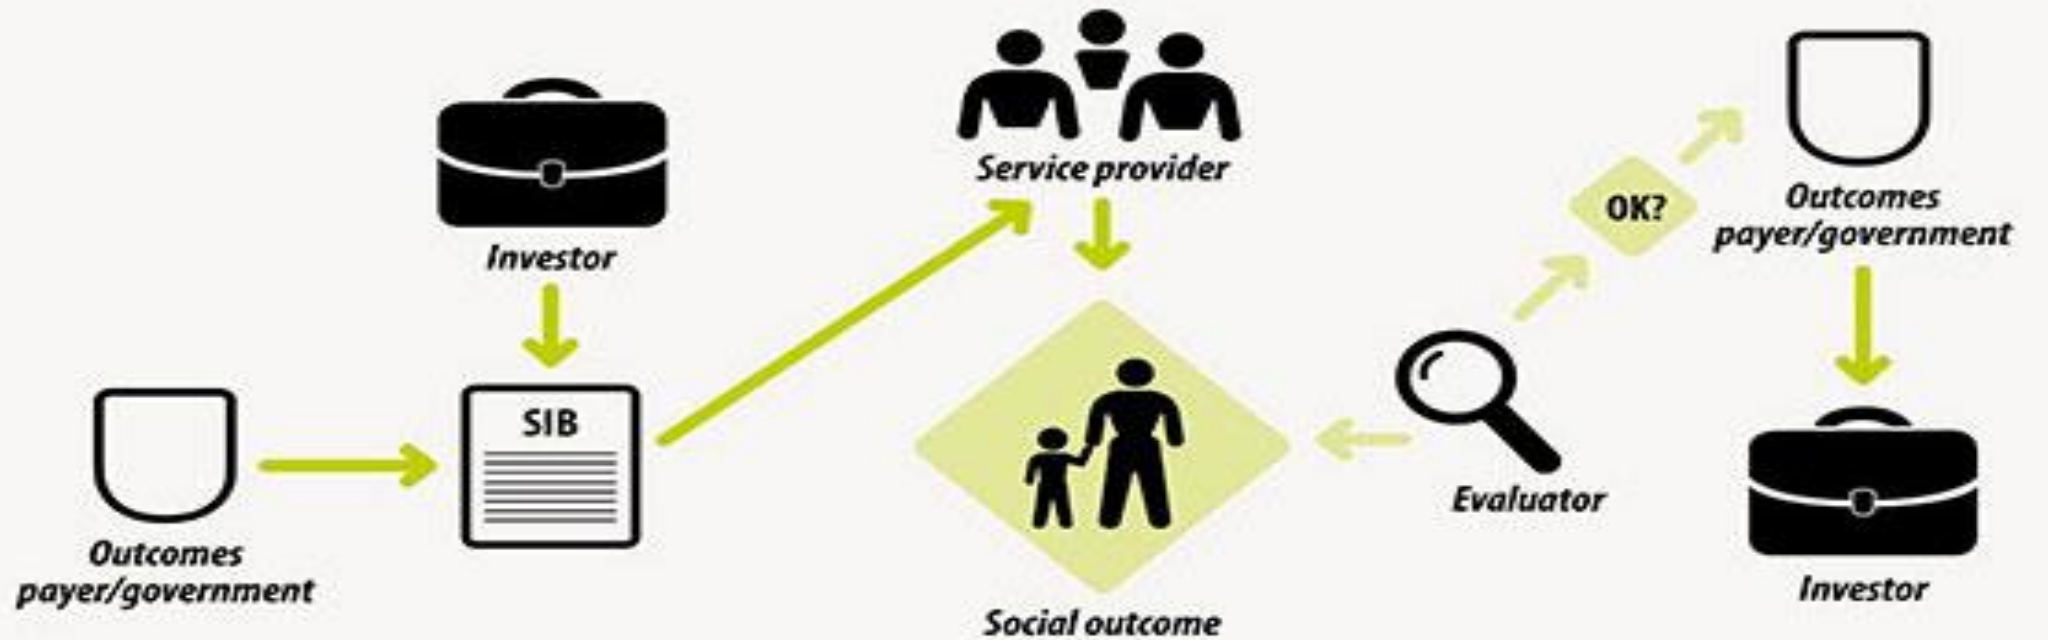 Investor
SIB
Outcomes
payer/government
Service provider
Social outcome
Evaluator
OK?
Outcomes
payer/government
Investor